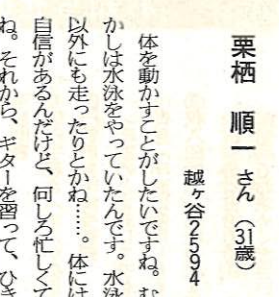 栗栖 順一さん(31歳)
越ヶ谷2594
体を動かすことがしたいですね。む
かしは水泳をやっていたんです。水泳
以外にも走ったりとかね……。体には
自信があるんだけど、何しろ忙しくて
ね。それから、ギターを習って、ひき